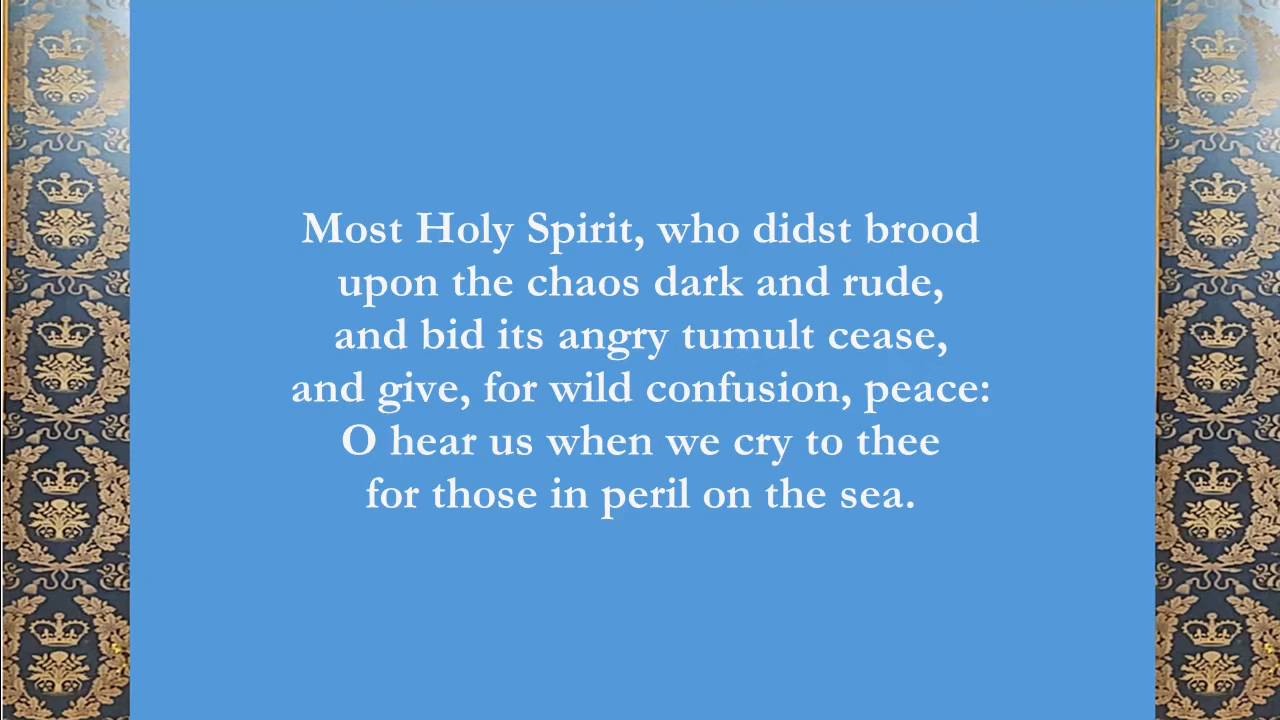 Most Holy Spirit, who didst brood
upon the chaos dark and rude,
and bid its angry tumult cease,
and give, for wild confusion, peace:
O hear us when we cry to thee
for those in peril on the sea.